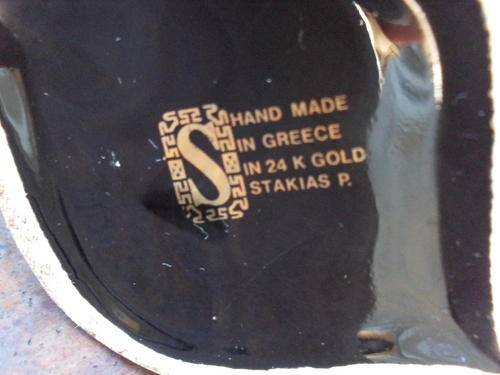 S
HAND MADE
IN GREECE
IN 24 K GOLD
STAKIAS P.